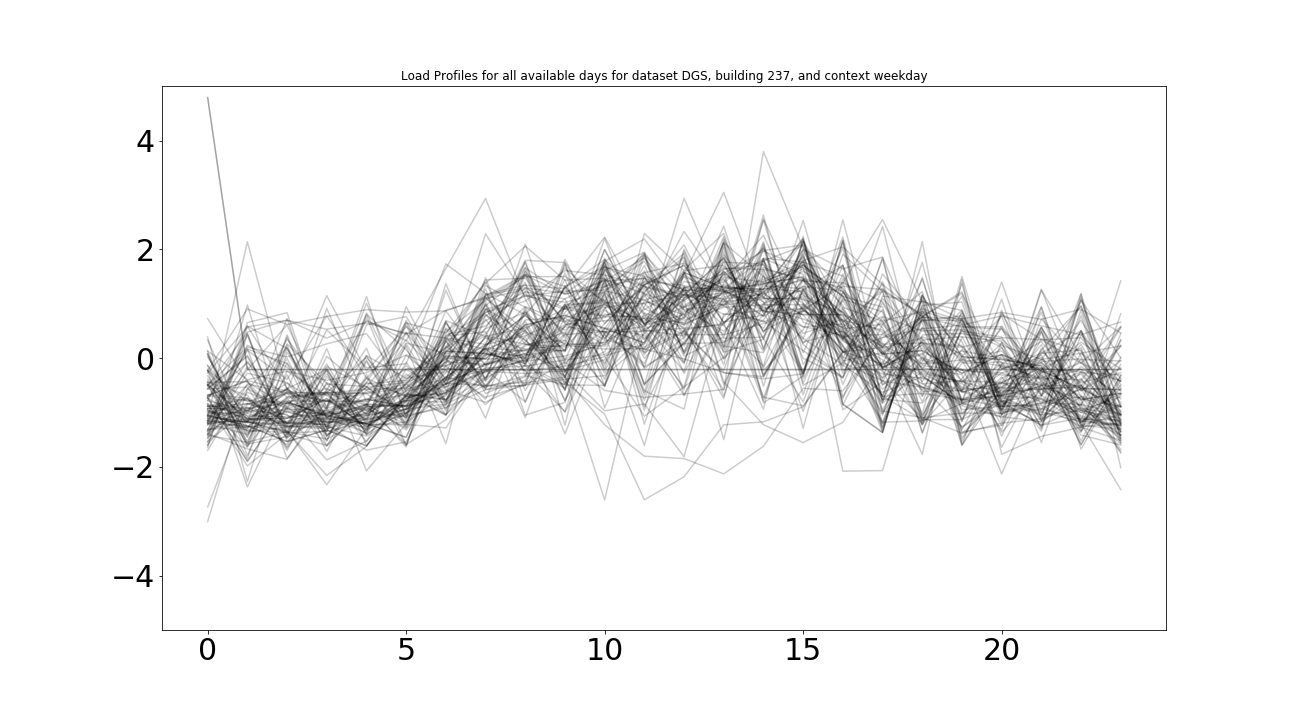 Load Profiles for all available days for dataset DGS, building 237, and context weekday
4
2
0
−2
−4
0 5 10 15 20